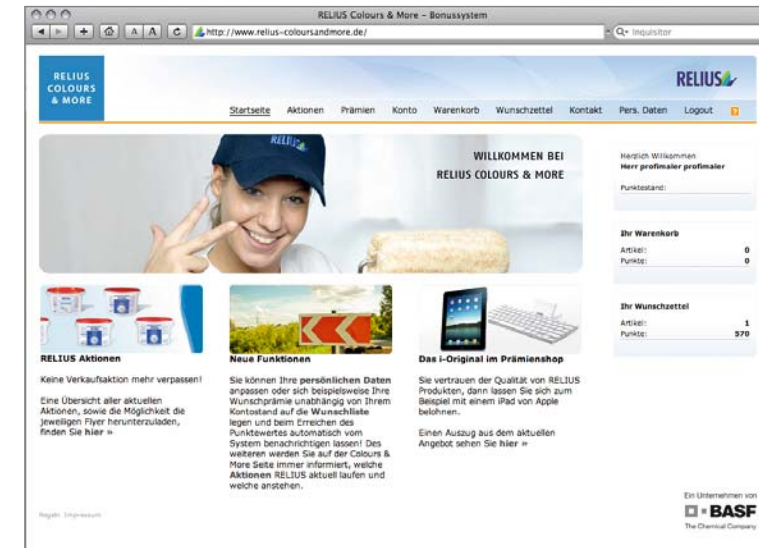 RELIUS Colours & More – Bonussystem
A A C http://www.relius-coloursandmore.de/ Inquisitor
RELIUS
COLOURS
& MORE
RELIUS
Startseite Aktionen Prämien Konto Warenkorb Wunschzettel Kontakt Pers. Daten Logout ?
RELIUS
WILLKOMMEN BEI
RELIUS COLOURS & MORE
Herzlich Willkommen
Herr profimaler profimaler
Punktestand:
Ihr Warenkorb
Artikel: 0
Punkte: 0
Ihr Wunschzettel
Artikel: 1
Punkte: 570
RELIUS Aktionen
Keine Verkaufsaktion mehr verpassen!
Eine Übersicht aller aktuellen
Aktionen, sowie die Möglichkeit die
jeweiligen Flyer herunterzuladen,
finden Sie hier »
Neue Funktionen
Sie können Ihre persönlichen Daten
anpassen oder sich beispielsweise Ihre
Wunschprämie unabhängig von Ihrem
Kontostand auf die Wunschliste
legen und beim Erreichen des
Punktewertes automatisch vom
System benachrichtigen lassen! Des
weiteren werden Sie auf der Colours &
More Seite immer informiert, welche
Aktionen RELIUS aktuell laufen und
welche anstehen.
Das i-Original im Prämienshop
Sie vertrauen der Qualität von RELIUS
Produkten, dann lassen Sie sich zum
Beispiel mit einem iPad von Apple
belohnen.
Einen Auszug aus dem aktuellen
Angebot sehen Sie hier »
Regeln Impressum
Ein Unternehmen von
BASF
The Chemical Company